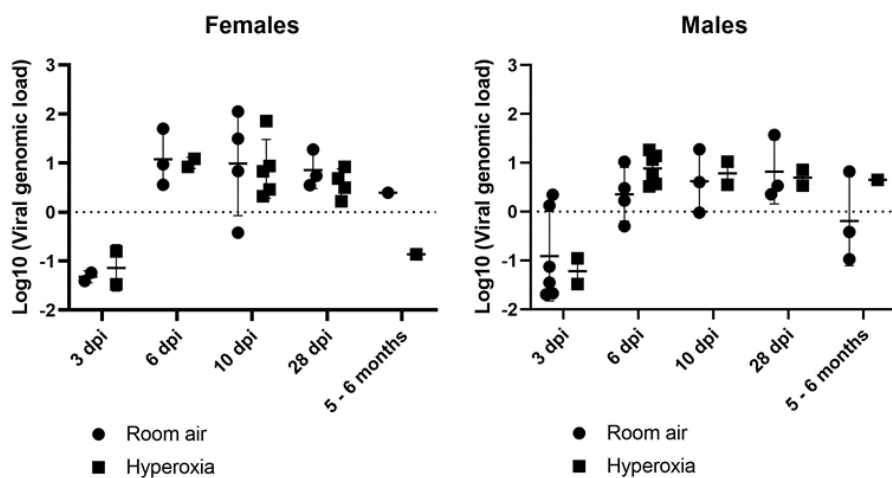 Females
Log10 (Viral genomic load)
3
2
1
0
-1
-2
3 dpi
6 dpi
10 dpi
28 dpi
5 - 6 months
Room air
Hyperoxia
Males
Log10 (Viral genomic load)
3
2
1
0
-1
-2
3 dpi
6 dpi
10 dpi
28 dpi
5 - 6 months
Room air
Hyperoxia